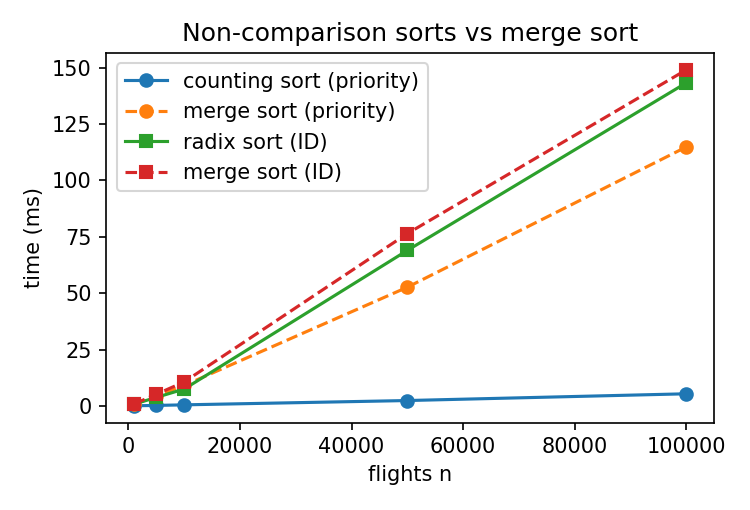 Non-comparison sorts vs merge sort
counting sort (priority)
merge sort (priority)
radix sort (ID)
merge sort (ID)
time (ms)
150
125
100
75
50
25
0
0
20000
40000
60000
80000
100000
flights n